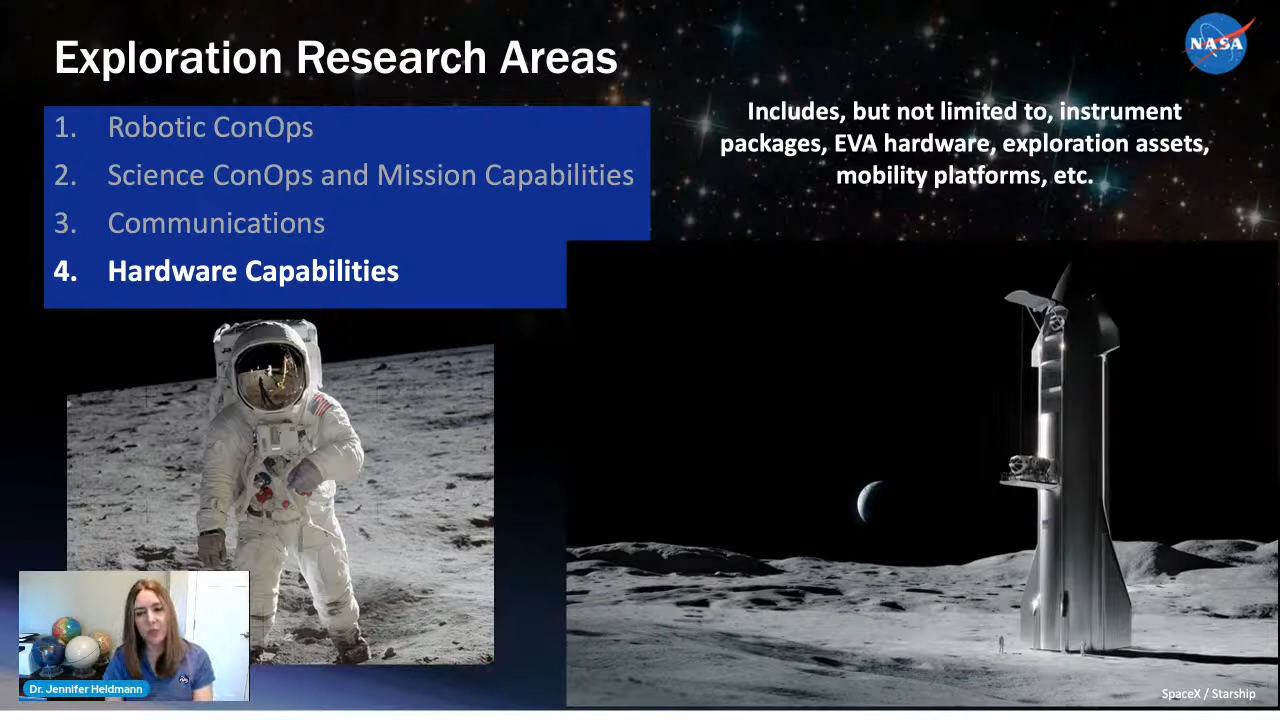 Exploration Research Areas
NASA
1. Robotic ConOps
2. Science ConOps and Mission Capabilities
3. Communications
4. Hardware Capabilities
Includes, but not limited to, instrument
packages, EVA hardware, exploration assets,
mobility platforms, etc.
Dr. Jennifer Heldmann
SpaceX / Starship